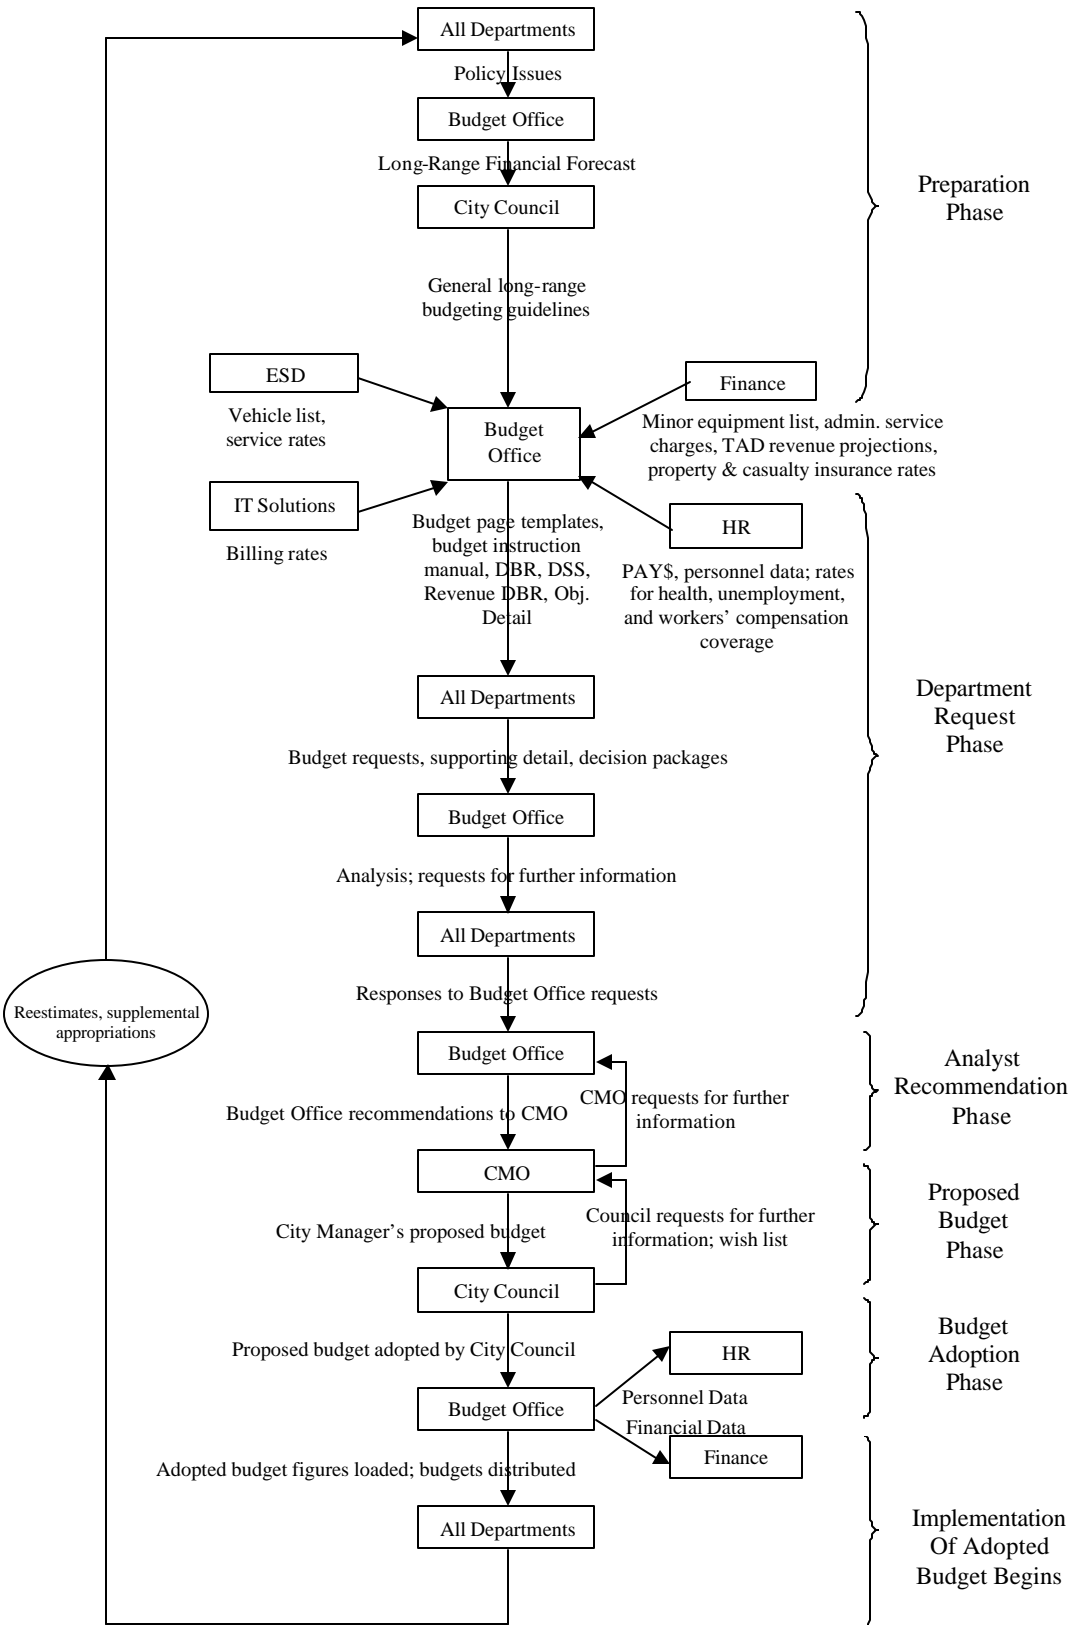 All Departments
Policy Issues
Budget Office
Long-Range Financial Forecast
City Council
Preparation
Phase
General long-range
budgeting guidelines
ESD
Vehicle list,
service rates
Finance
Minor equipment list, admin. service
charges, TAD revenue projections,
property & casualty insurance rates
Budget
Office
IT Solutions
Billing rates
HR
PAY$, personnel data; rates
for health, unemployment,
and workers’ compensation
coverage
Budget page templates,
budget instruction
manual, DBR, DSS,
Revenue DBR, Obj.
Detail
All Departments
Department
Request
Phase
Budget requests, supporting detail, decision packages
Budget Office
Analysis; requests for further information
All Departments
Responses to Budget Office requests
Reestimates, supplemental
appropriations
Budget Office
Analyst
Recommendation
Phase
Budget Office recommendations to CMO
CMO requests for further
information
CMO
Proposed
Budget
Phase
City Manager’s proposed budget
Council requests for further
information; wish list
City Council
Proposed budget adopted by City Council
Budget
Adoption
Phase
HR
Budget Office
Personnel Data
Financial Data
Finance
Adopted budget figures loaded; budgets distributed
All Departments
Implementation
Of Adopted
Budget Begins